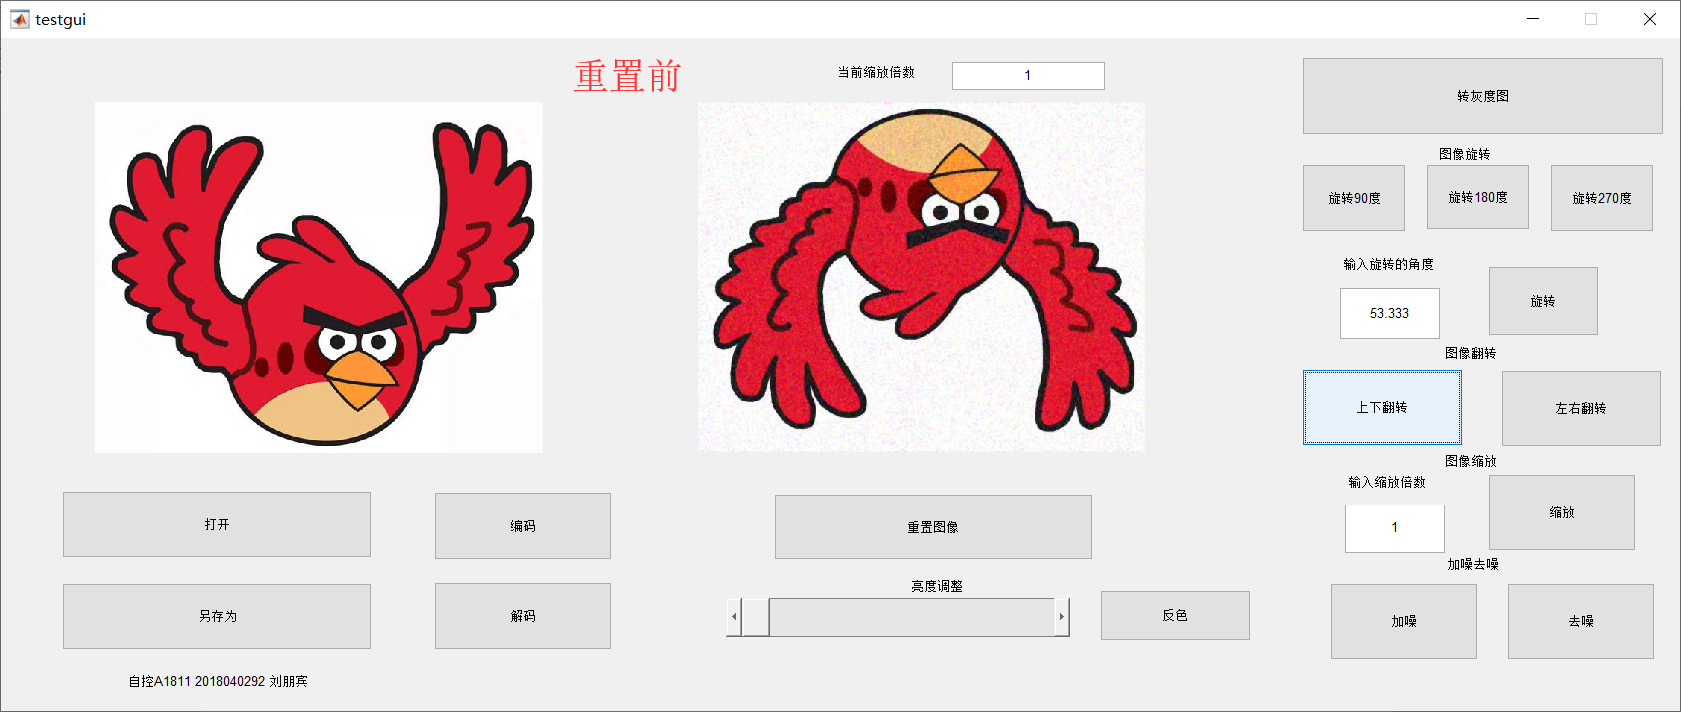 testgui
重置前
当前缩放倍数
1
转灰度图
图像旋转
旋转90度
旋转180度
旋转270度
输入旋转的角度
53.333
旋转
图像翻转
上下翻转
左右翻转
图像缩放
输入缩放倍数
1
缩放
加噪去噪
加噪
去噪
打开
编码
重置图像
另存为
解码
亮度调整
反色
自控A1811 2018040292 刘朋宾